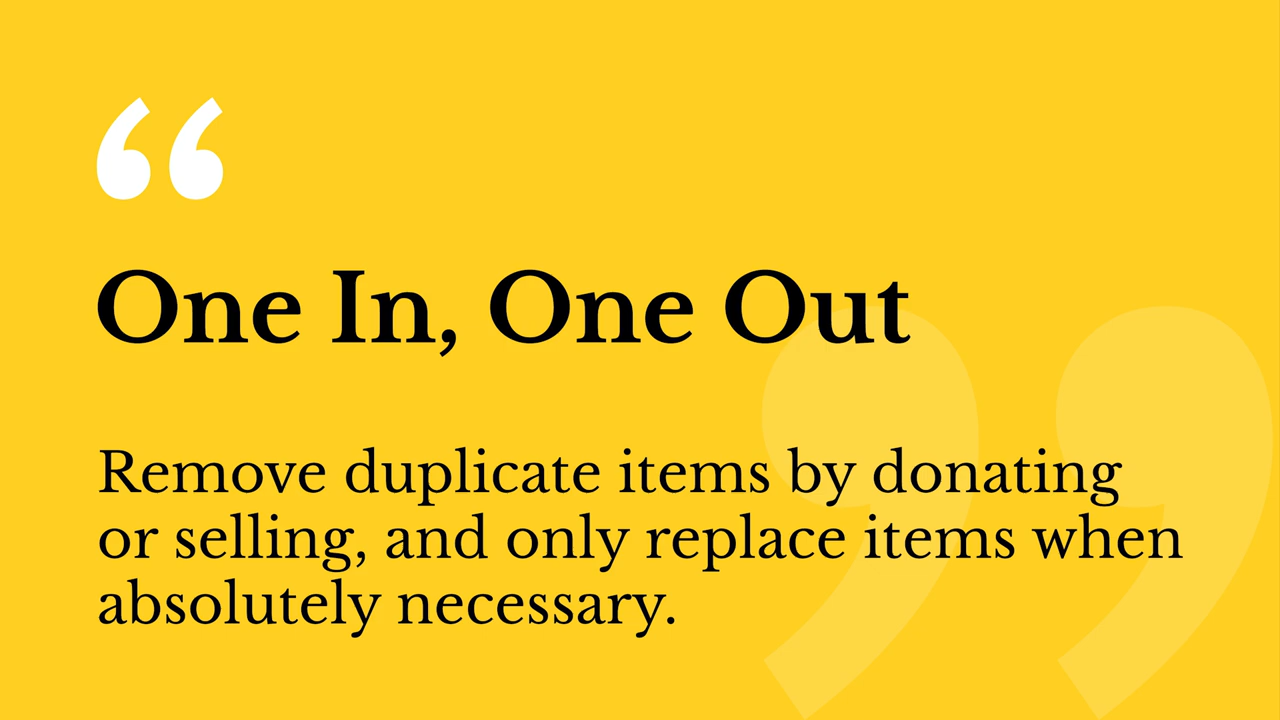 “
One In, One Out
Remove duplicate items by donating
or selling, and only replace items when
absolutely necessary.
”